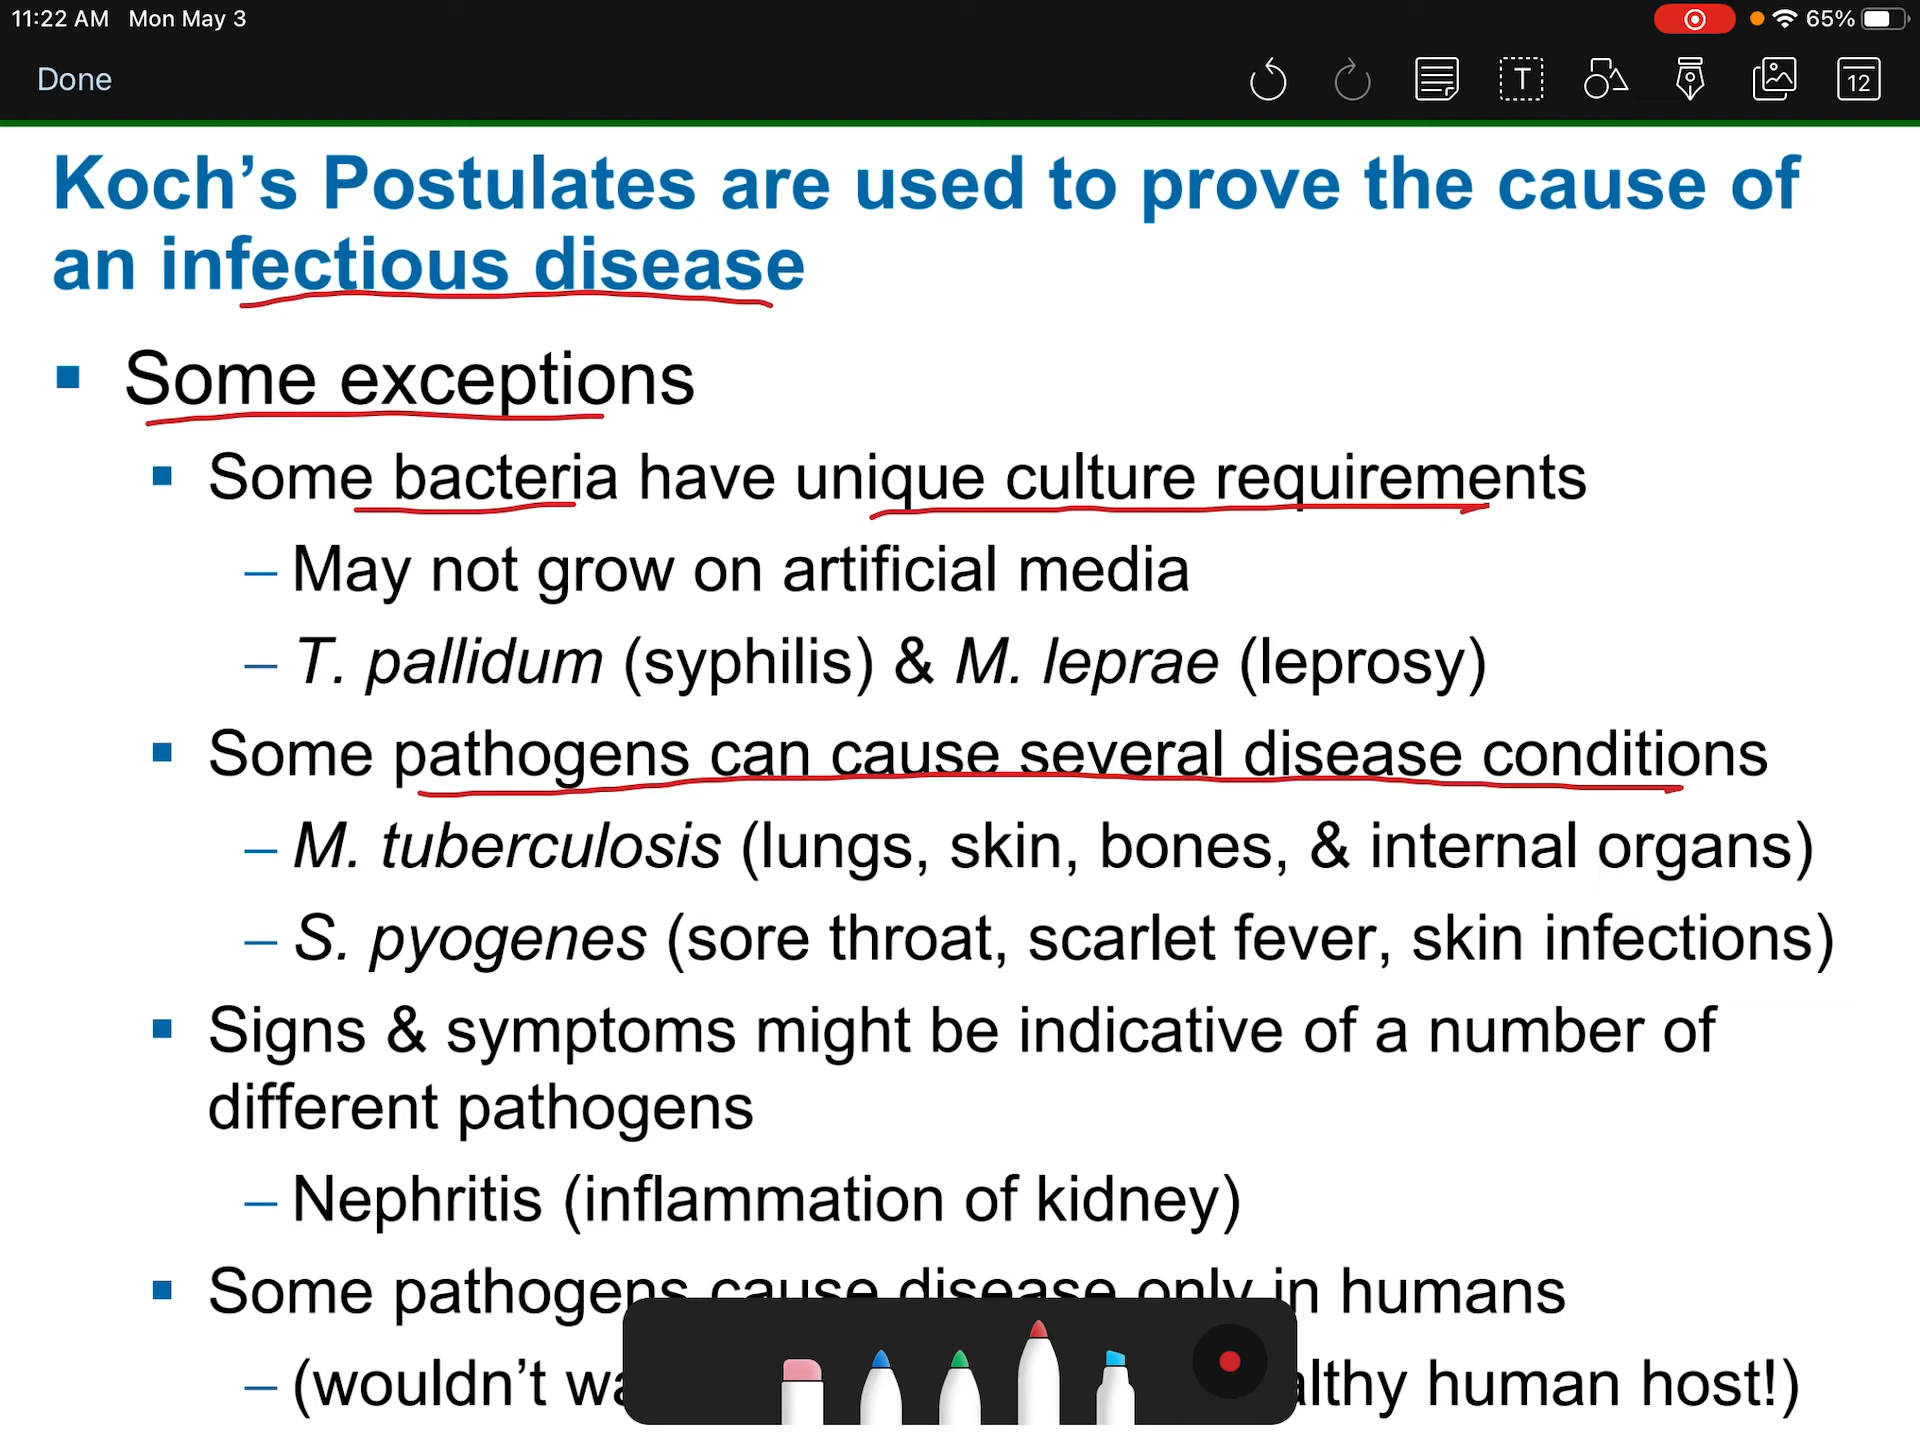 11:22 AM Mon May 3
65%
Done
T
12
Koch’s Postulates are used to prove the cause of
an infectious disease
Some exceptions
Some bacteria have unique culture requirements
– May not grow on artificial media
– T. pallidum (syphilis) & M. leprae (leprosy)
Some pathogens can cause several disease conditions
– M. tuberculosis (lungs, skin, bones, & internal organs)
– S. pyogenes (sore throat, scarlet fever, skin infections)
Signs & symptoms might be indicative of a number of
different pathogens
– Nephritis (inflammation of kidney)
Some pathogens cause disease only in humans
– (wouldn’t human host!)